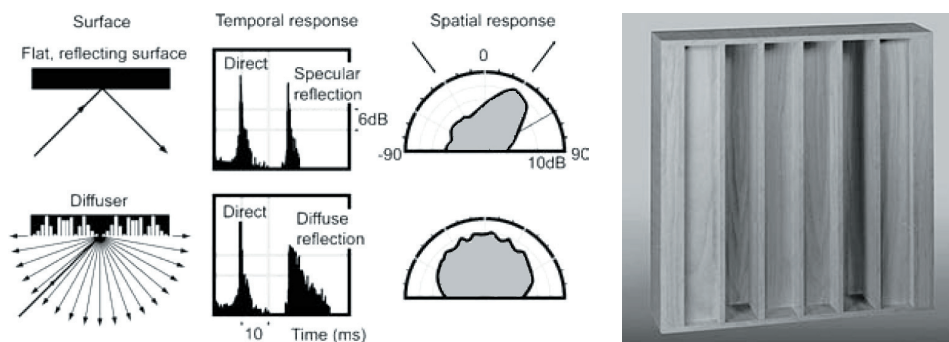 Surface
Temporal response
Spatial response
Flat, reflecting surface
Direct
Specular
reflection
6dB
0
-90
90
10dB
Diffuser
Direct
Diffuse
reflection
10
Time (ms)